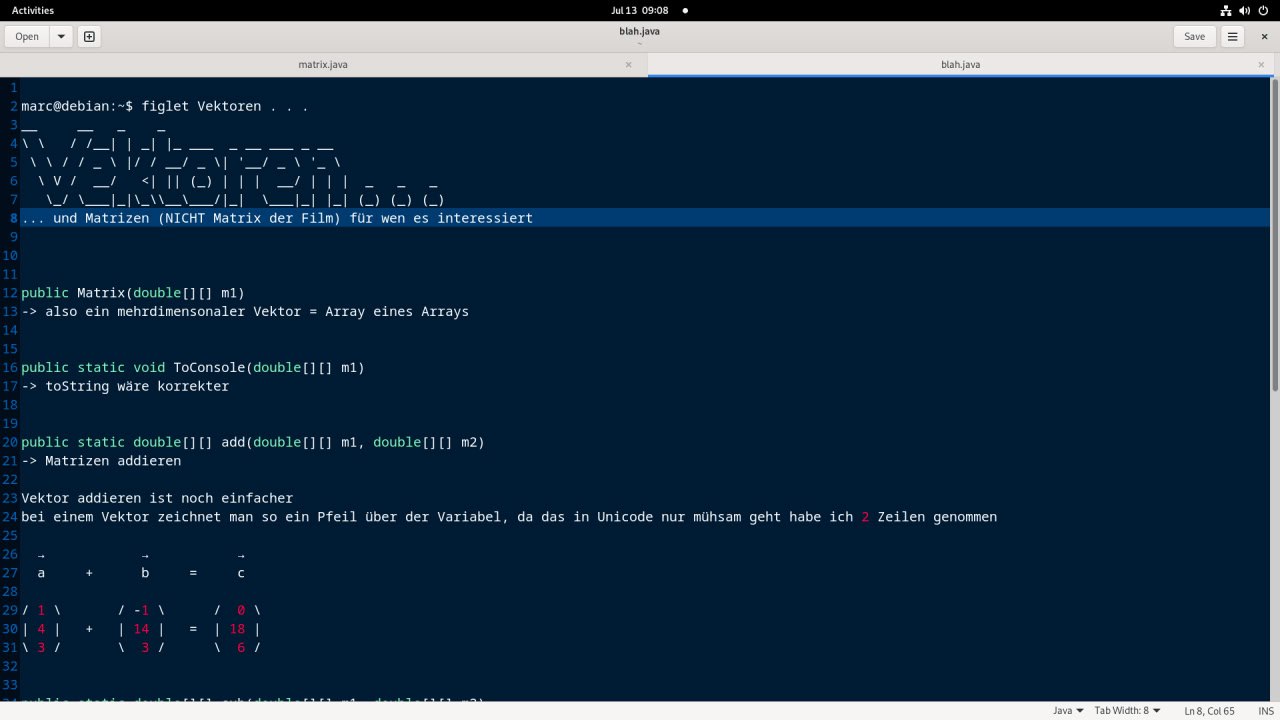 Activities
Jul 13 09:08
Open
blah.java
~
Save
matrix.java
blah.java
1
2 marc@debian:~$ figlet Vektoren . . .
3 __     __   _    _
4 \ \   / /__| | _| |_ ___  _ __ ___ _ __
5  \ \ / / _ \ |/ / __/ _ \| '__/ _ \ '_ \
6   \ V /  __/   <| || (_) | | |  __/ | | |  _   _   _
7    \_/ \___|_|\_\\__\___/|_|  \___|_| |_| (_) (_) (_)
8 ... und Matrizen (NICHT Matrix der Film) für wen es interessiert
9
10
11
12 public Matrix(double[][] m1)
13 -> also ein mehrdimensonaler Vektor = Array eines Arrays
14
15
16 public static void ToConsole(double[][] m1)
17 -> toString wäre korrekter
18
19
20 public static double[][] add(double[][] m1, double[][] m2)
21 -> Matrizen addieren
22
23 Vektor addieren ist noch einfacher
24 bei einem Vektor zeichnet man so ein Pfeil über der Variabel, da das in Unicode nur mühsam geht habe ich 2 Zeilen genommen
25
26   →            →           →
27   a     +      b     =     c
28
29 / 1 \       / -1 \      /  0 \
30 | 4 |   +   | 14 |   =  | 18 |
31 \ 3 /       \  3 /      \  6 /
32
33
34 public static double[][] sub(double[][] m1, double[][] m2)
Java
Tab Width: 8
Ln 8, Col 65
INS